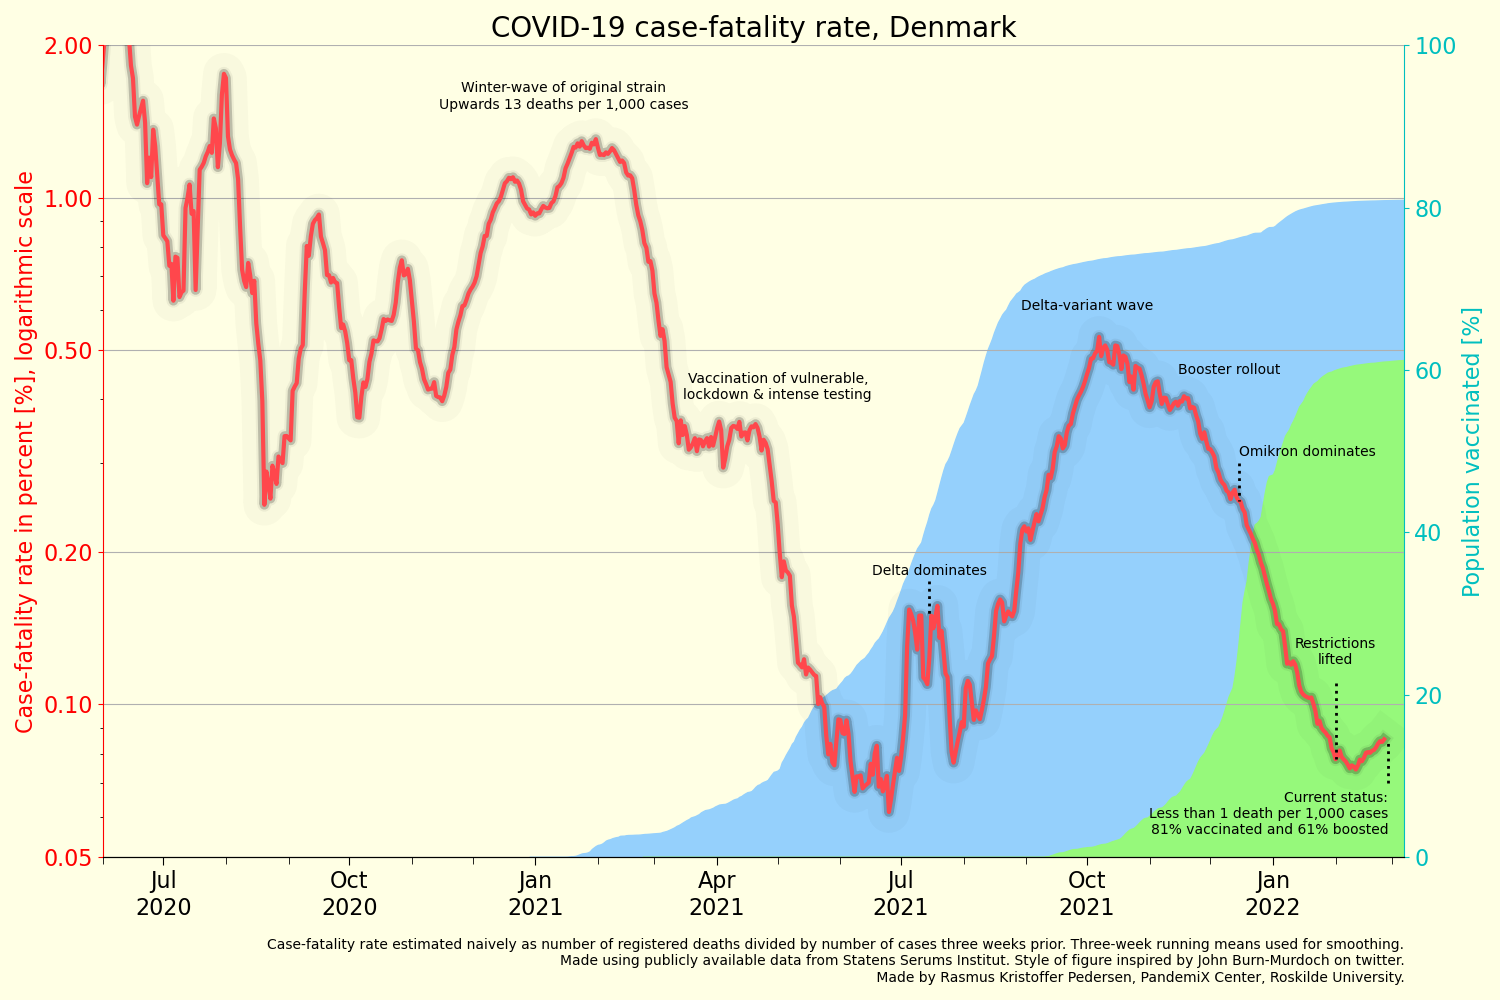 COVID-19 case-fatality rate, Denmark
2.00
1.00
0.50
0.20
0.10
0.05
Case-fatality rate in percent [%], logarithmic scale
100
80
60
40
20
0
Population vaccinated [%]
Winter-wave of original strain
Upwards 13 deaths per 1,000 cases
Vaccination of vulnerable,
lockdown & intense testing
Delta dominates
Delta-variant wave
Booster rollout
Omikron dominates
Restrictions
lifted
Current status:
Less than 1 death per 1,000 cases
81% vaccinated and 61% boosted
Jul
2020
Oct
2020
Jan
2021
Apr
2021
Jul
2021
Oct
2021
Jan
2022
Case-fatality rate estimated naively as number of registered deaths divided by number of cases three weeks prior. Three-week running means used for smoothing.
Made using publicly available data from Statens Serums Institut. Style of figure inspired by John Burn-Murdoch on twitter.
Made by Rasmus Kristoffer Pedersen, PandemiX Center, Roskilde University.